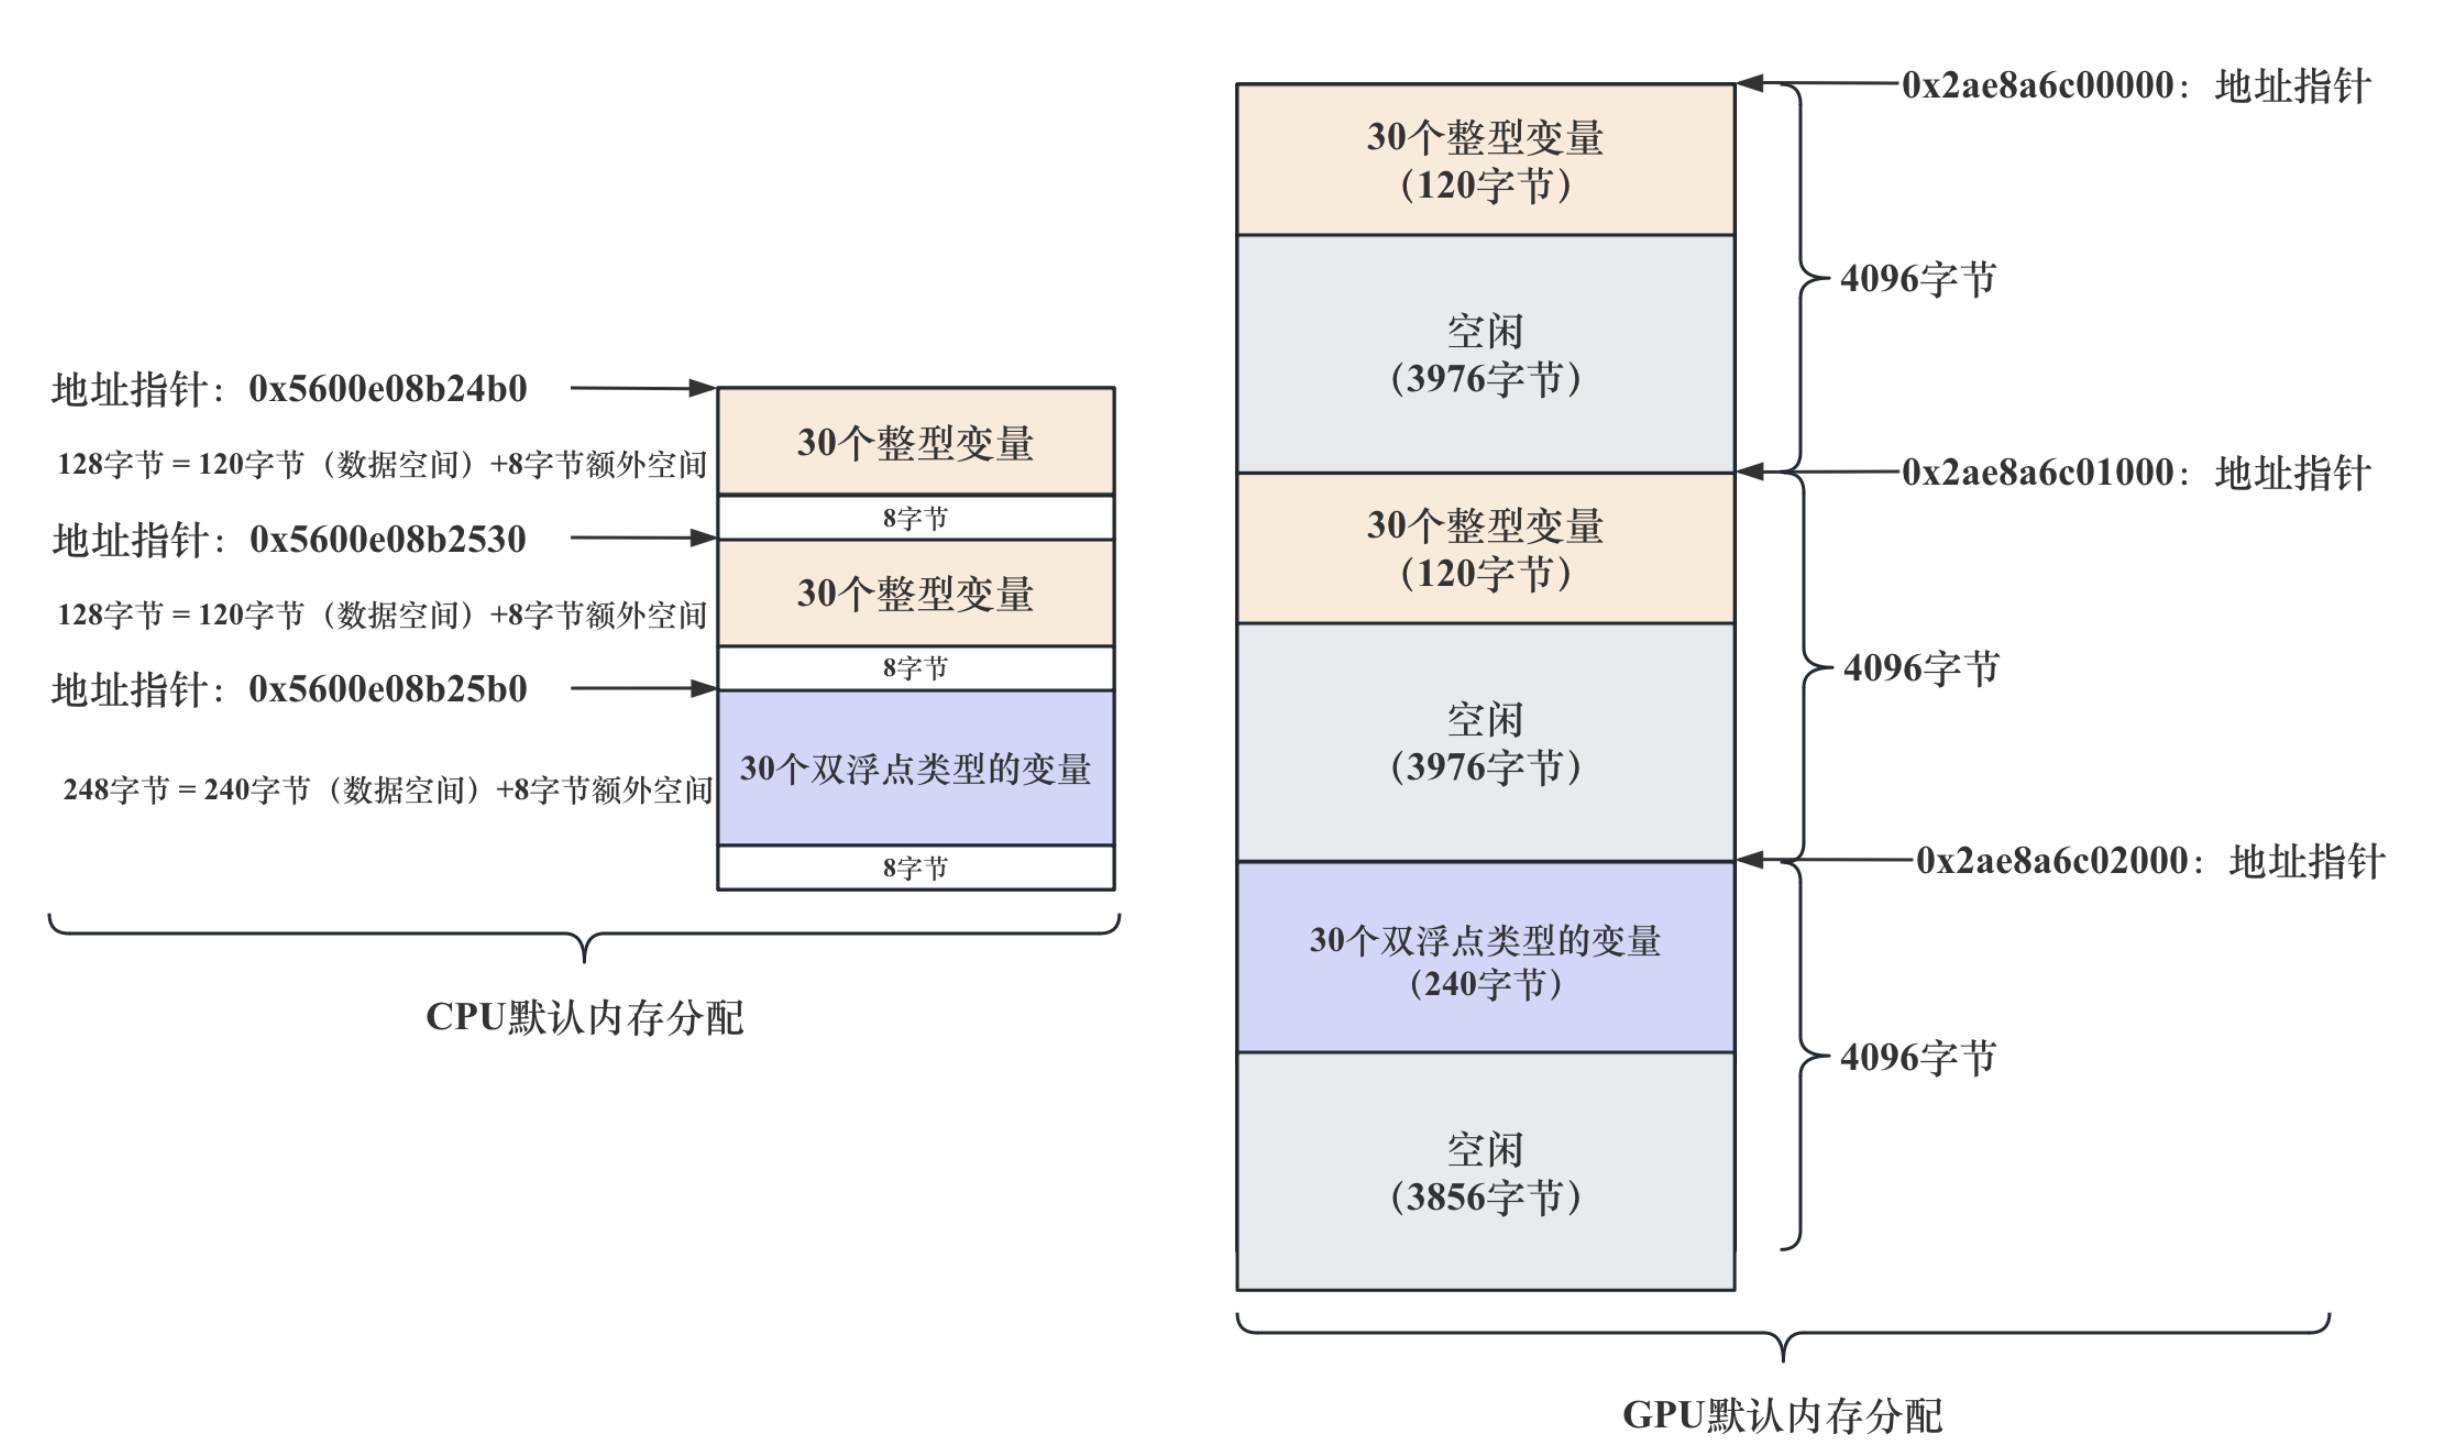 地址指针：0x5600e08b24b0
128字节 = 120字节（数据空间）+8字节额外空间
地址指针：0x5600e08b2530
128字节 = 120字节（数据空间）+8字节额外空间
地址指针：0x5600e08b25b0
248字节 = 240字节（数据空间）+8字节额外空间
30个整型变量
8字节
30个整型变量
8字节
30个双浮点类型的变量
8字节
CPU默认内存分配
30个整型变量
（120字节）
空闲
（3976字节）
30个整型变量
（120字节）
空闲
（3976字节）
30个双浮点类型的变量
（240字节）
空闲
（3856字节）
0x2ae8a6c00000：地址指针
4096字节
0x2ae8a6c01000：地址指针
4096字节
0x2ae8a6c02000：地址指针
4096字节
GPU默认内存分配